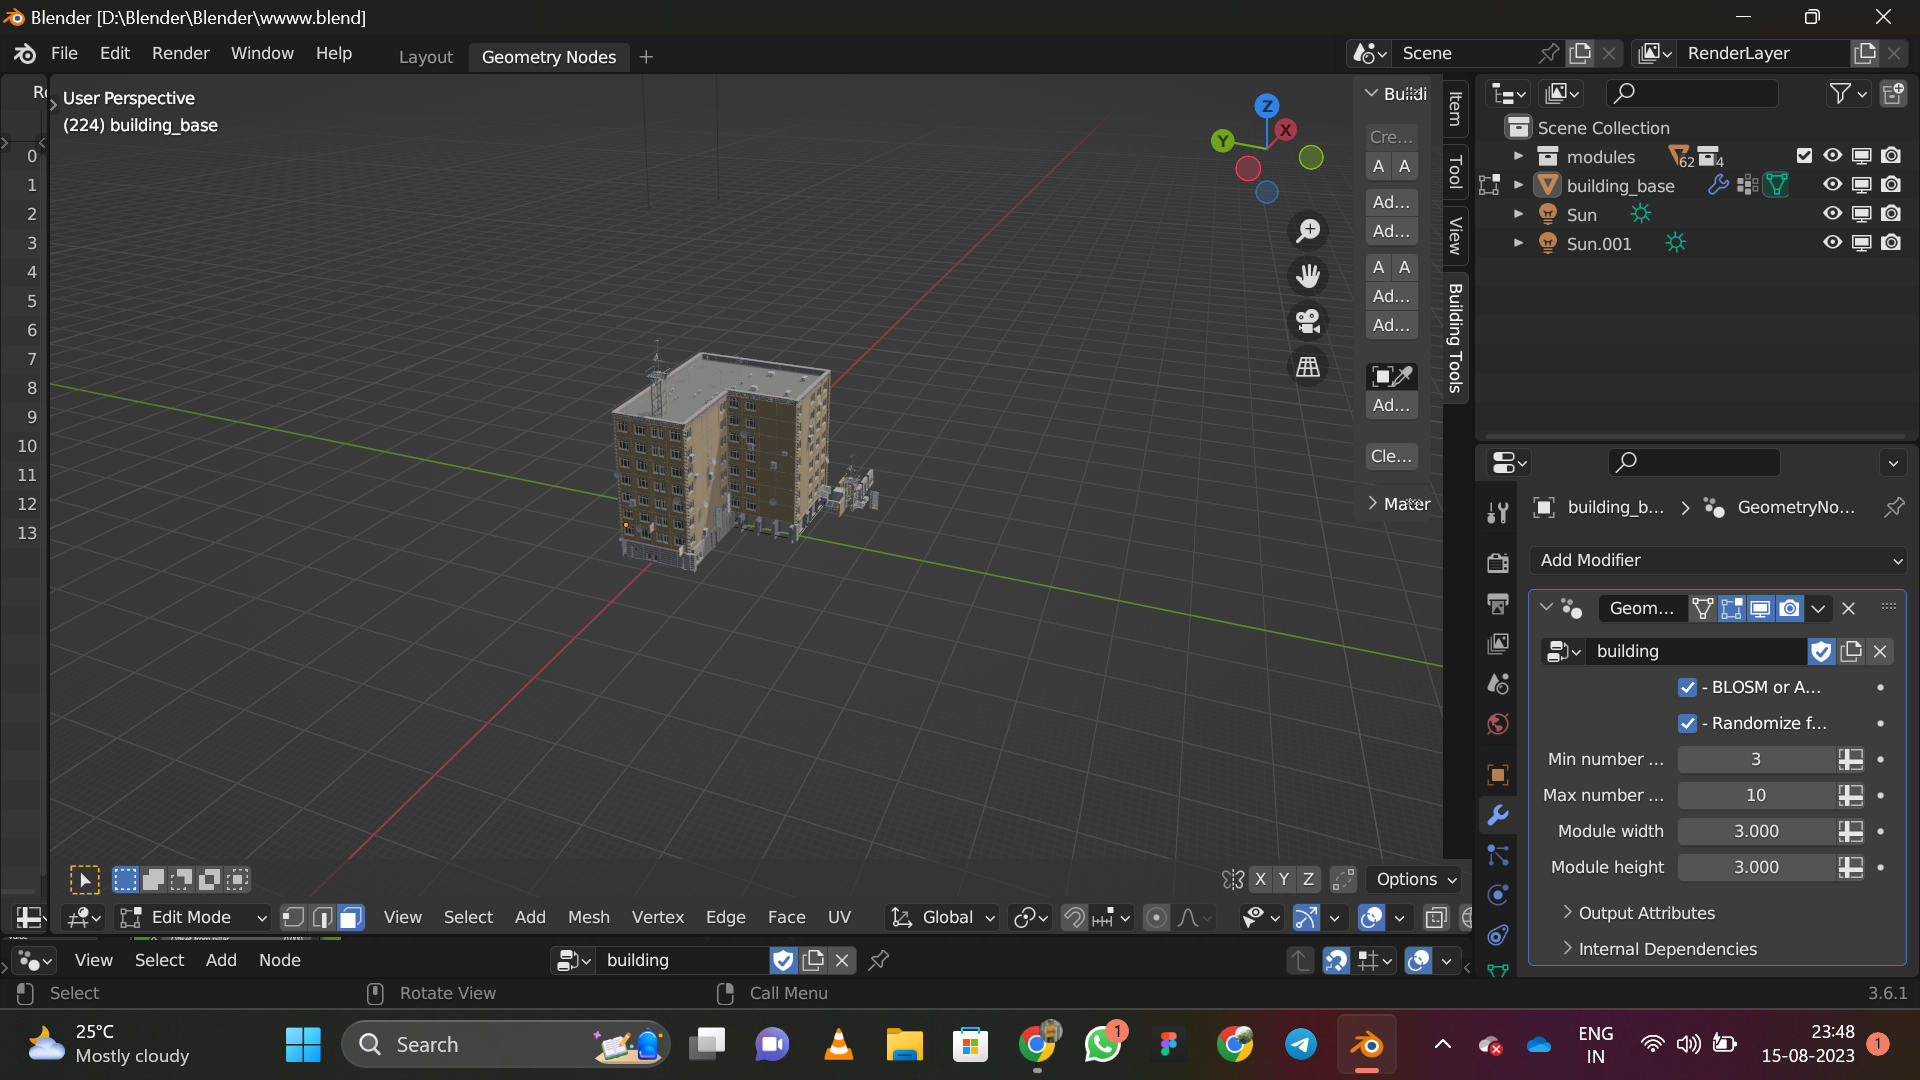 Blender [D:\Blender\Blender\wwww.blend]
File Edit Render Window Help
Layout Geometry Nodes
Scene
RenderLayer
User Perspective
(224) building_base
0
1
2
3
4
5
6
7
8
9
10
11
12
13
Z
X
Y
Cre...
A A
Ad...
Ad...
A A
Ad...
Ad...
Ad...
Cle...
Item
Tool
View
Building Tools
Scene Collection
modules 62 4
building_base
Sun
Sun.001
building_b... GeometryNo...
Add Modifier
Geom...
building
- BLOSM or A...
- Randomize f...
Min number ... 3
Max number ... 10
Module width 3.000
Module height 3.000
Output Attributes
Internal Dependencies
X Y Z Options
Edit Mode View Select Add Mesh Vertex Edge Face UV Global
View Select Add Node building
Select Rotate View Call Menu 3.6.1
25°C
Mostly cloudy
Search
1
ENG
IN
23:48
15-08-2023
1